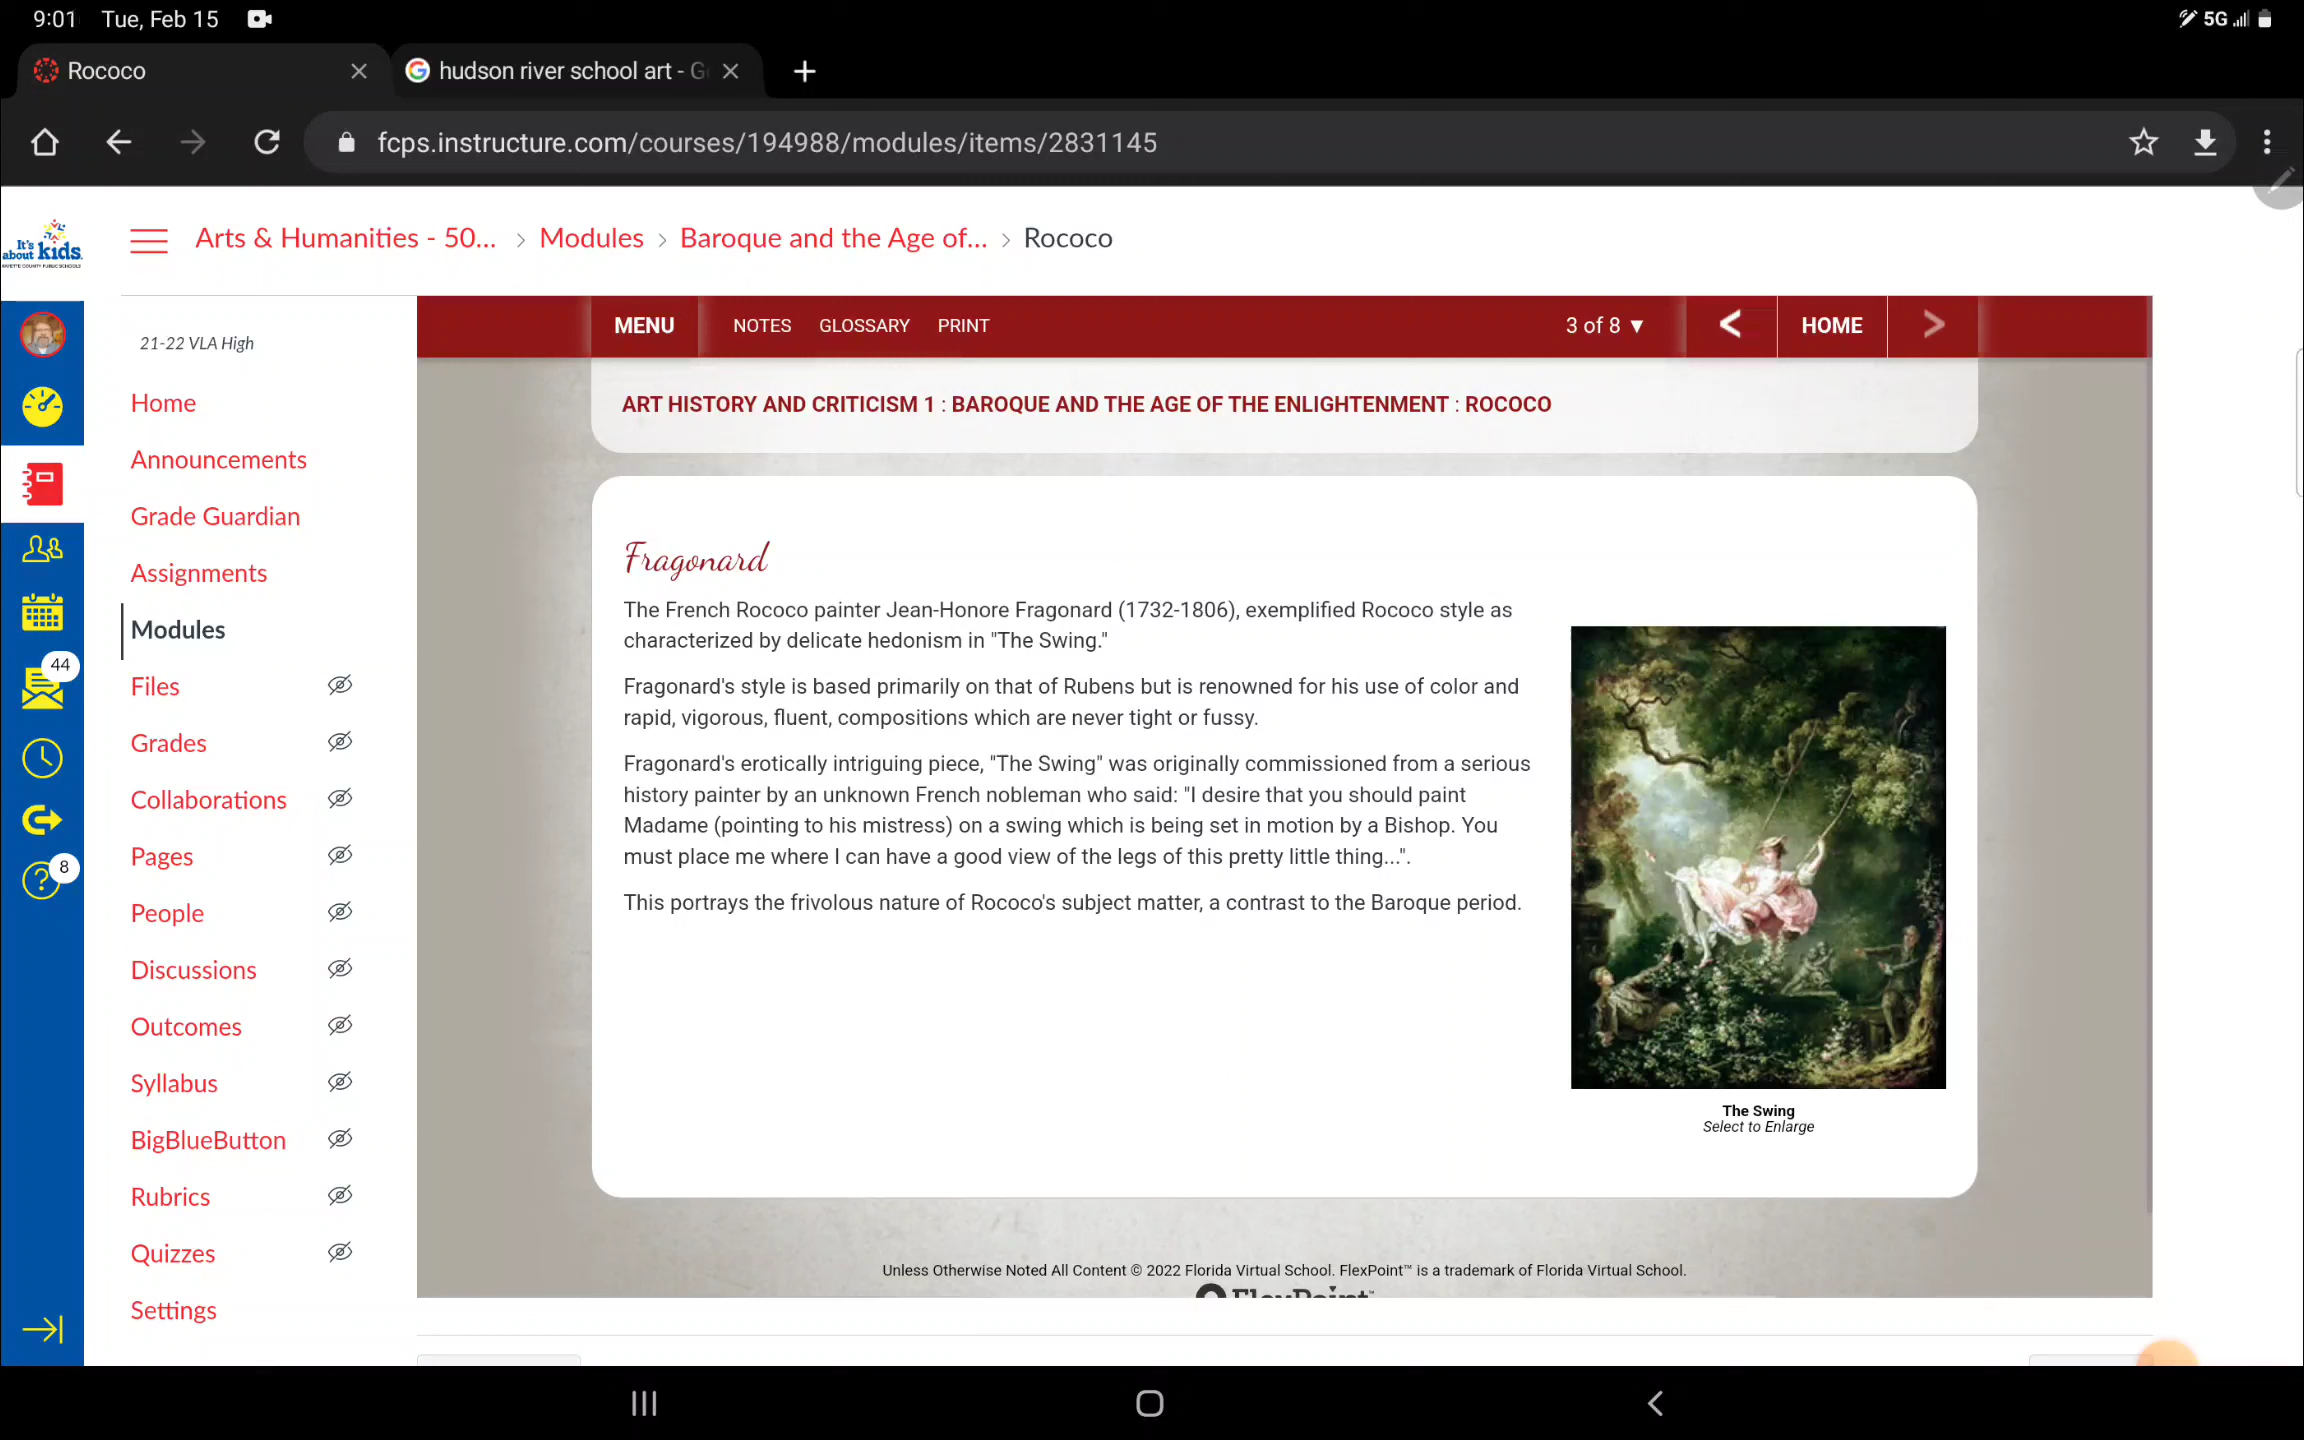 9:01 Tue, Feb 15
5G
Rococo
hudson river school art - G
fcps.instructure.com/courses/194988/modules/items/2831145
It's about kids.
Arts & Humanities - 50... > Modules > Baroque and the Age of... > Rococo
21-22 VLA High
Home
Announcements
Grade Guardian
Assignments
Modules
Files
Grades
Collaborations
Pages
People
Discussions
Outcomes
Syllabus
BigBlueButton
Rubrics
Quizzes
Settings
44
8
MENU NOTES GLOSSARY PRINT 3 of 8 ▼ < HOME >
ART HISTORY AND CRITICISM 1 : BAROQUE AND THE AGE OF THE ENLIGHTENMENT : ROCOCO
Fragonard
The French Rococo painter Jean-Honore Fragonard (1732-1806), exemplified Rococo style as
characterized by delicate hedonism in "The Swing."
Fragonard's style is based primarily on that of Rubens but is renowned for his use of color and
rapid, vigorous, fluent, compositions which are never tight or fussy.
Fragonard's erotically intriguing piece, "The Swing" was originally commissioned from a serious
history painter by an unknown French nobleman who said: "I desire that you should paint
Madame (pointing to his mistress) on a swing which is being set in motion by a Bishop. You
must place me where I can have a good view of the legs of this pretty little thing...".
This portrays the frivolous nature of Rococo's subject matter, a contrast to the Baroque period.
The Swing
Select to Enlarge
Unless Otherwise Noted All Content © 2022 Florida Virtual School. FlexPoint™ is a trademark of Florida Virtual School.
FlexPoint™